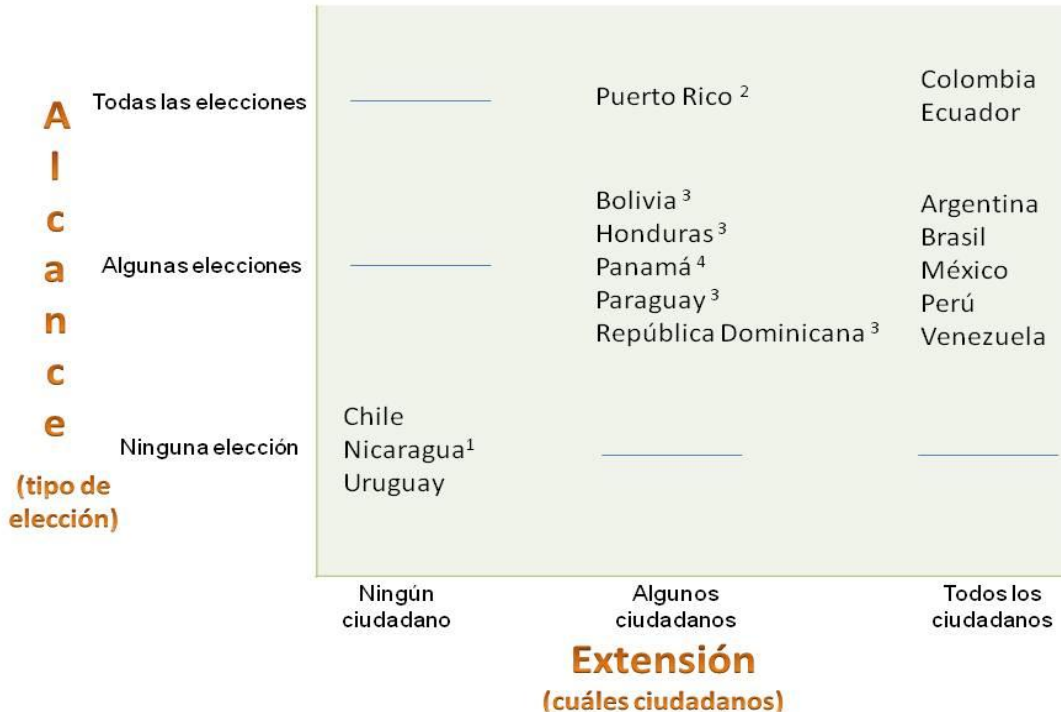 Alcance
(tipo de
elección)
Todas las elecciones
Puerto Rico ²
Colombia
Ecuador
Algunas elecciones
Bolivia ³
Honduras ³
Panamá ⁴
Paraguay ³
República Dominicana ³
Argentina
Brasil
México
Perú
Venezuela
Ninguna elección
Chile
Nicaragua¹
Uruguay
Ningún
ciudadano
Algunos
ciudadanos
Todos los
ciudadanos
Extensión
(cuáles ciudadanos)